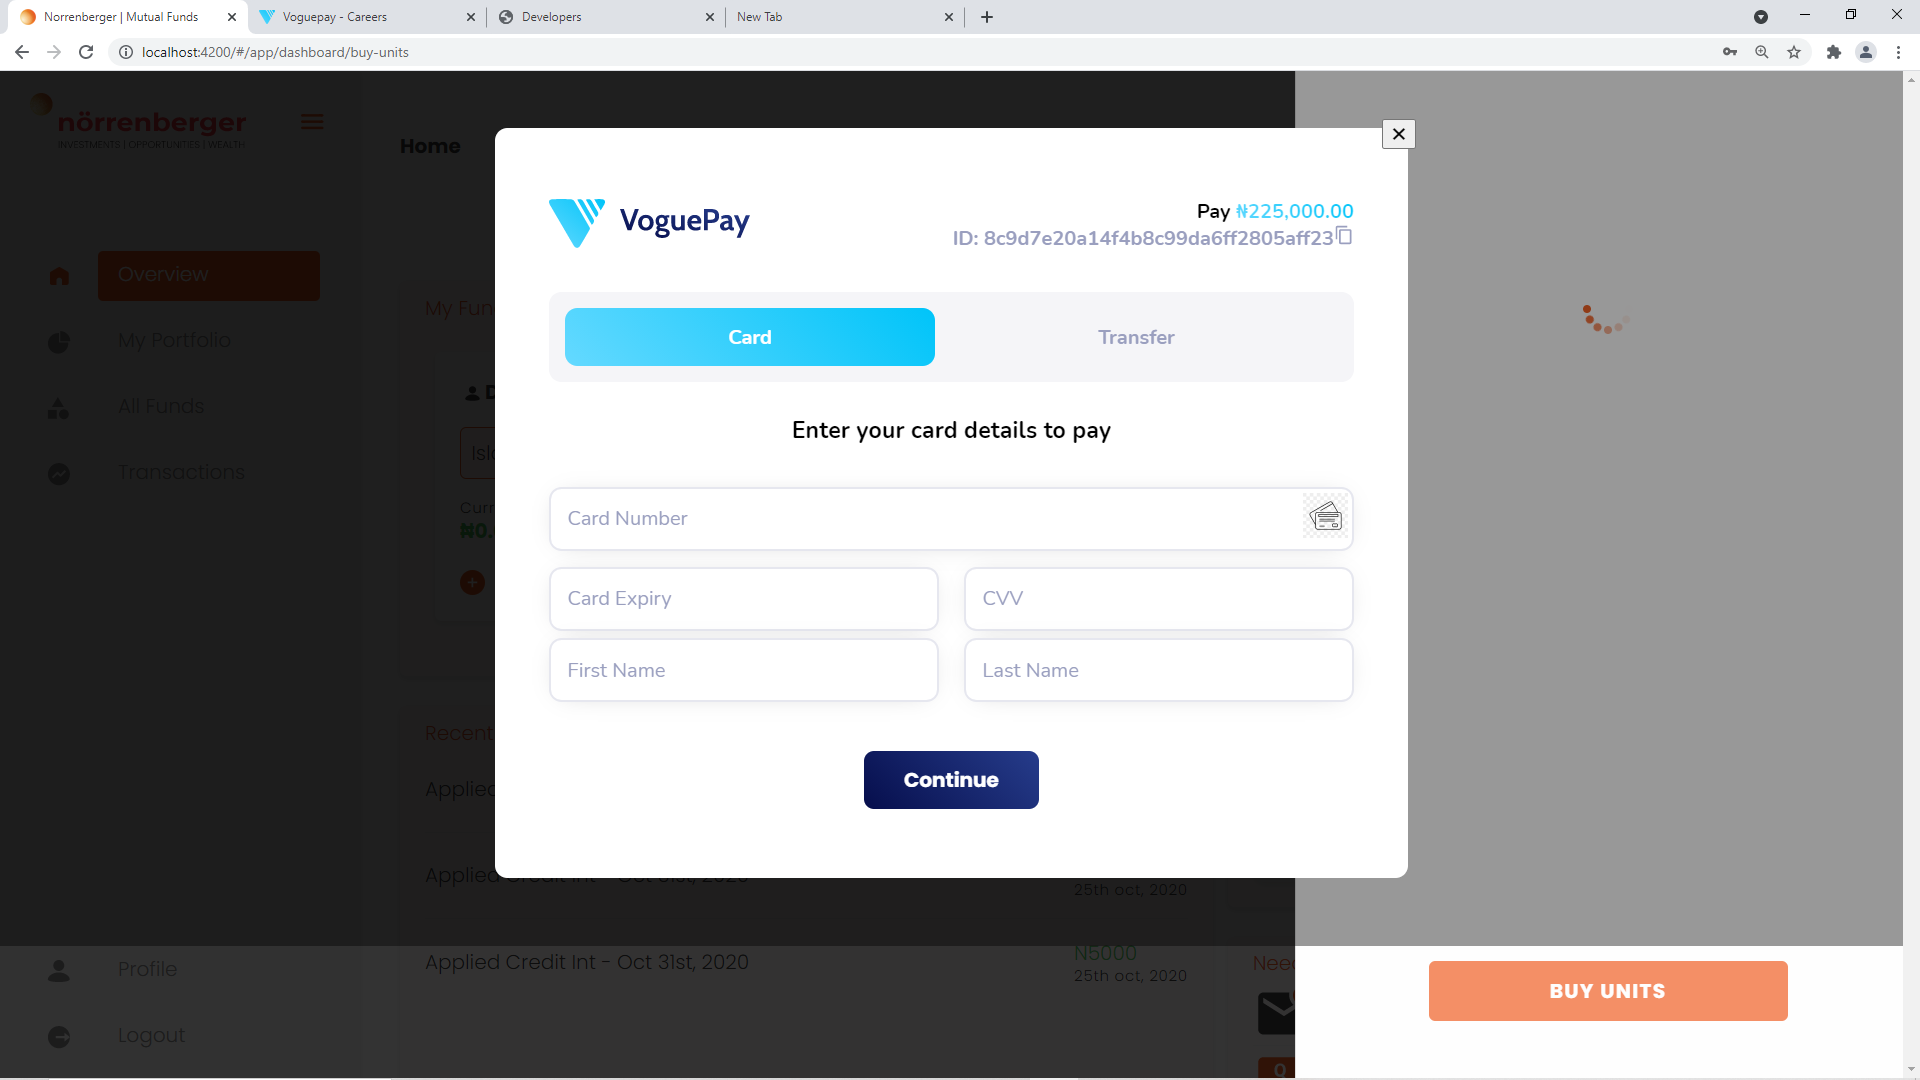 Norrenberger | Mutual Funds
Voguepay - Careers
Developers
New Tab
localhost:4200/#/app/dashboard/buy-units
nörrenberger
INVESTMENTS | OPPORTUNITIES | WEALTH
Home
Overview
My Portfolio
All Funds
Transactions
Profile
Logout
My Fun
D
Isl
Curr
₦0.
Recent
Applied
Applied Credit Int - Oct 31st, 2020
25th oct, 2020
Applied Credit Int - Oct 31st, 2020
N5000
25th oct, 2020
Need
Q
VoguePay
Pay ₦225,000.00
ID: 8c9d7e20a14f4b8c99da6ff2805aff23
Card
Transfer
Enter your card details to pay
Card Number
Card Expiry
CVV
First Name
Last Name
Continue
BUY UNITS